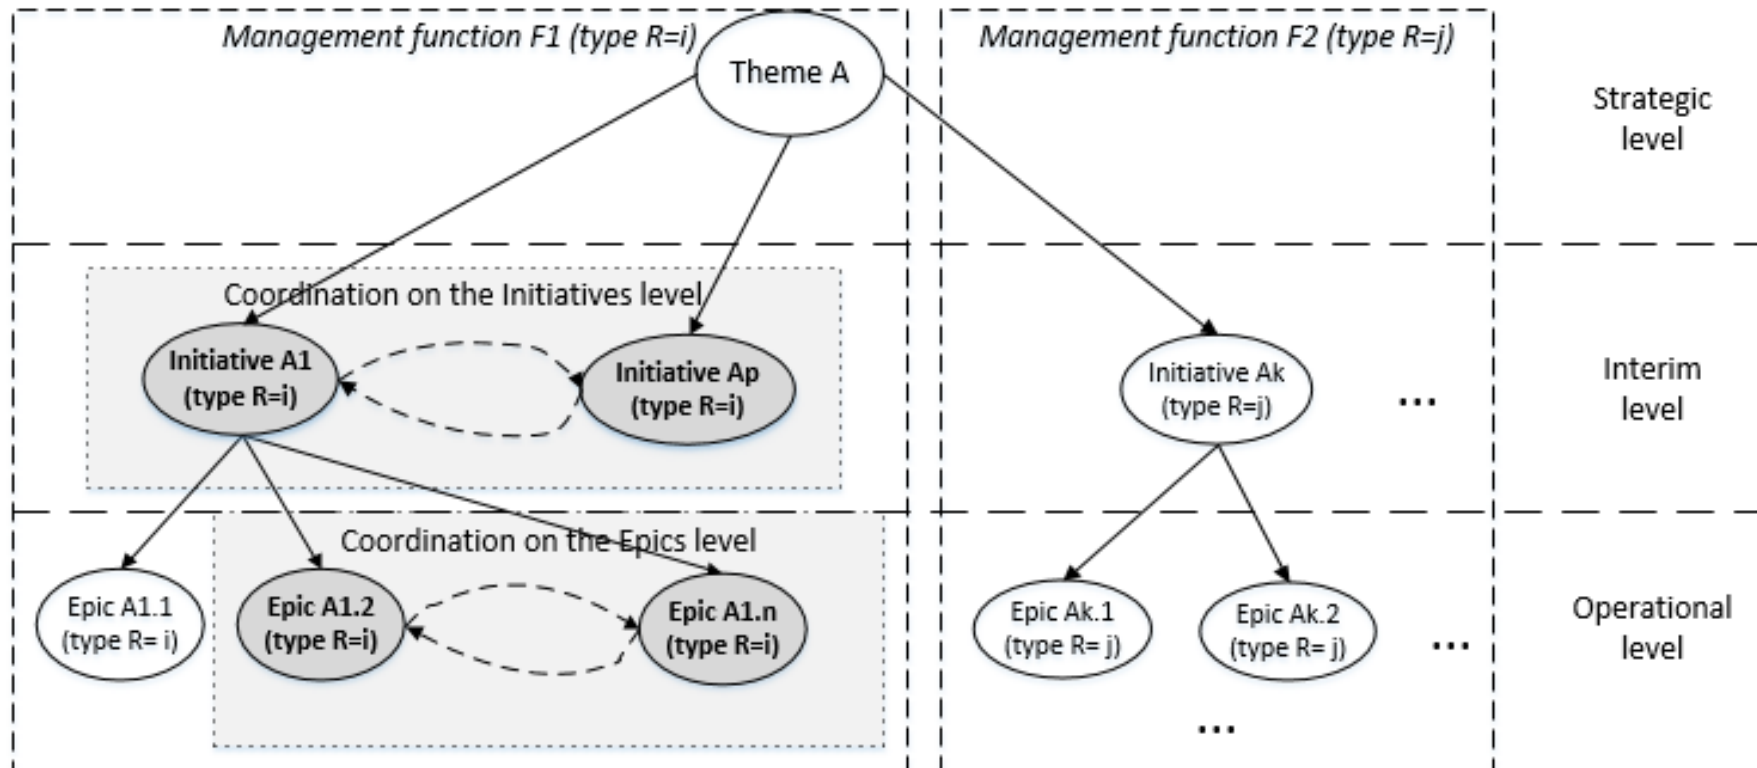 Management function F1 (type R=i)
Management function F2 (type R=j)
Theme A
Strategic
level
Coordination on the Initiatives level
Initiative A1
(type R=i)
Initiative Ap
(type R=i)
Initiative Ak
(type R=j)
...
Interim
level
Coordination on the Epics level
Epic A1.1
(type R= i)
Epic A1.2
(type R=i)
Epic A1.n
(type R=i)
Epic Ak.1
(type R= j)
Epic Ak.2
(type R= j)
...
Operational
level
...